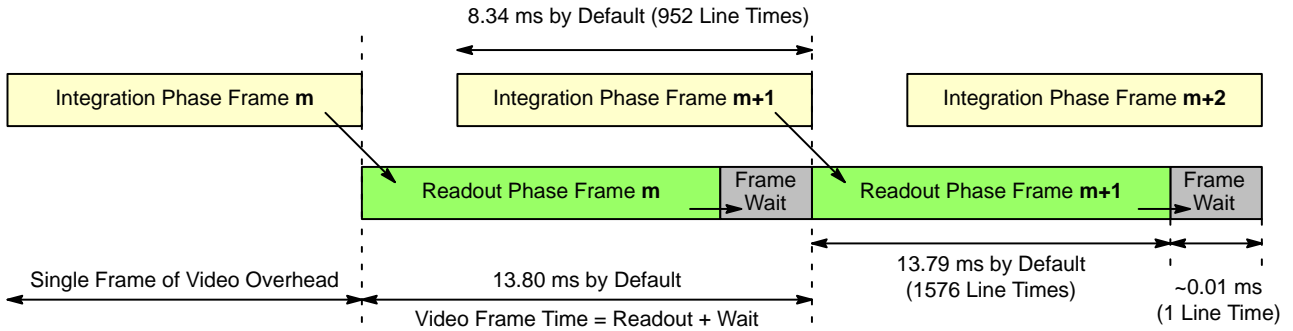 8.34 ms by Default (952 Line Times)
Integration Phase Frame m
Integration Phase Frame m+1
Integration Phase Frame m+2
Readout Phase Frame m
Frame
Wait
Readout Phase Frame m+1
Frame
Wait
Single Frame of Video Overhead
13.80 ms by Default
Video Frame Time = Readout + Wait
13.79 ms by Default
(1576 Line Times)
~0.01 ms
(1 Line Time)